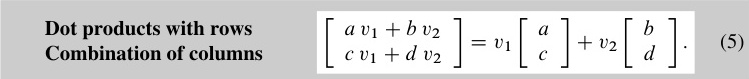 Dot products with rows
Combination of columns
[ a v₁ + b v₂
c v₁ + d v₂ ] = v₁ [ a
c ] + v₂ [ b
d ] . (5)